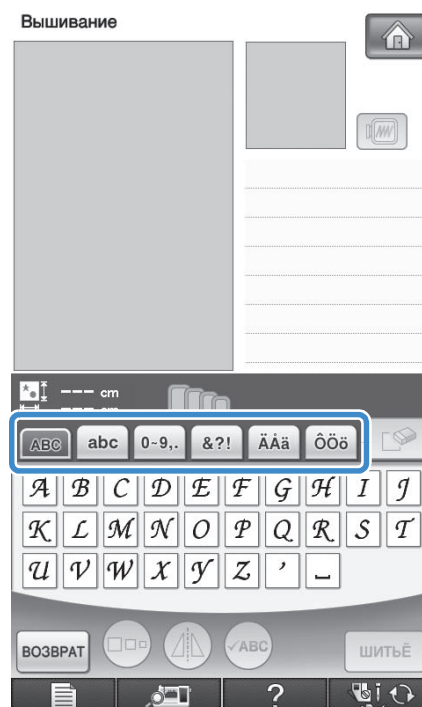 Вышивание
--- cm
--- cm
ABC abc 0~9,. &?! ÄÅä ÔÖö
A B C D E F G H I J
K L M N O P Q R S T
U V W X Y Z ' ⎵
ВОЗВРАТ ✓ABC ШИТЬЁ
?